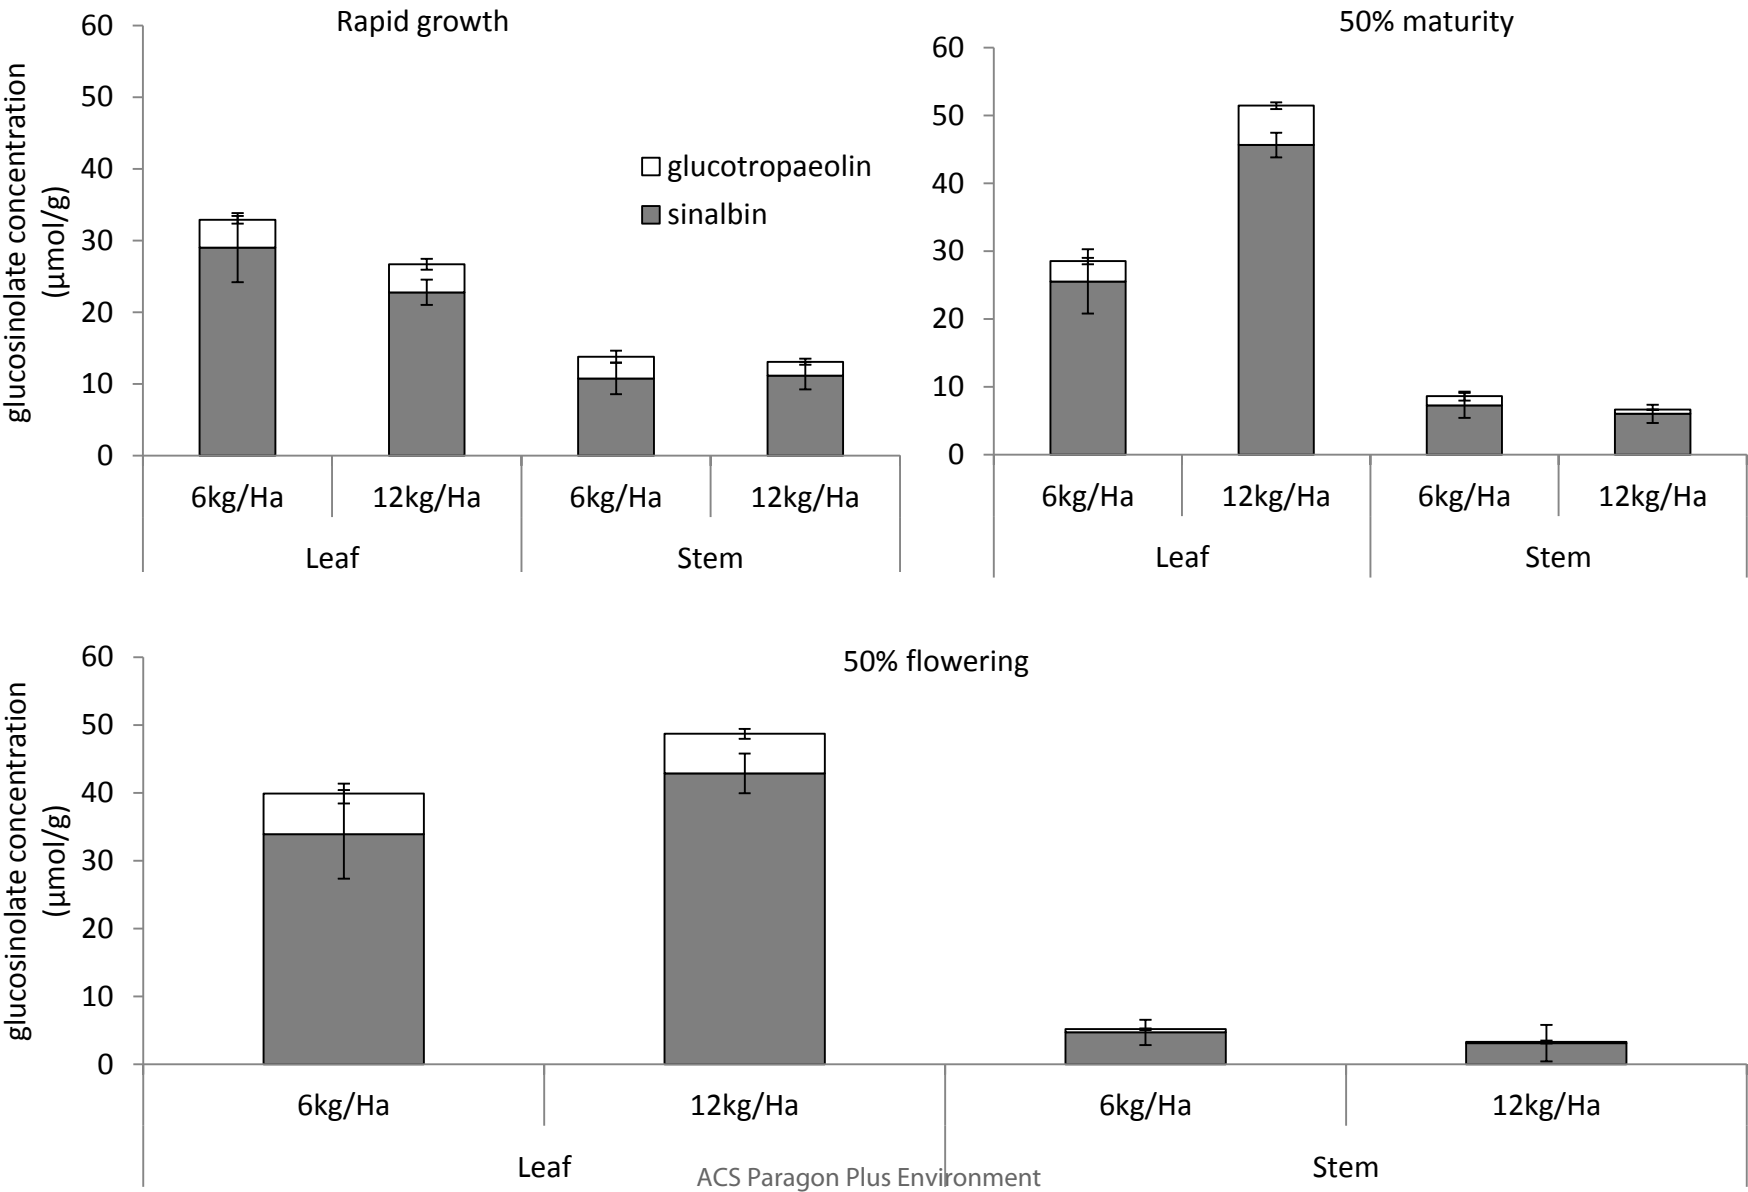 Rapid growth
60
50
40
30
20
10
0
glucosinolate concentration
(µmol/g)
glucotropaeolin
sinalbin
6kg/Ha 12kg/Ha 6kg/Ha 12kg/Ha
Leaf Stem
50% maturity
60
50
40
30
20
10
0
6kg/Ha 12kg/Ha 6kg/Ha 12kg/Ha
Leaf Stem
50% flowering
60
50
40
30
20
10
0
glucosinolate concentration
(µmol/g)
6kg/Ha 12kg/Ha 6kg/Ha 12kg/Ha
Leaf Stem
ACS Paragon Plus Environment